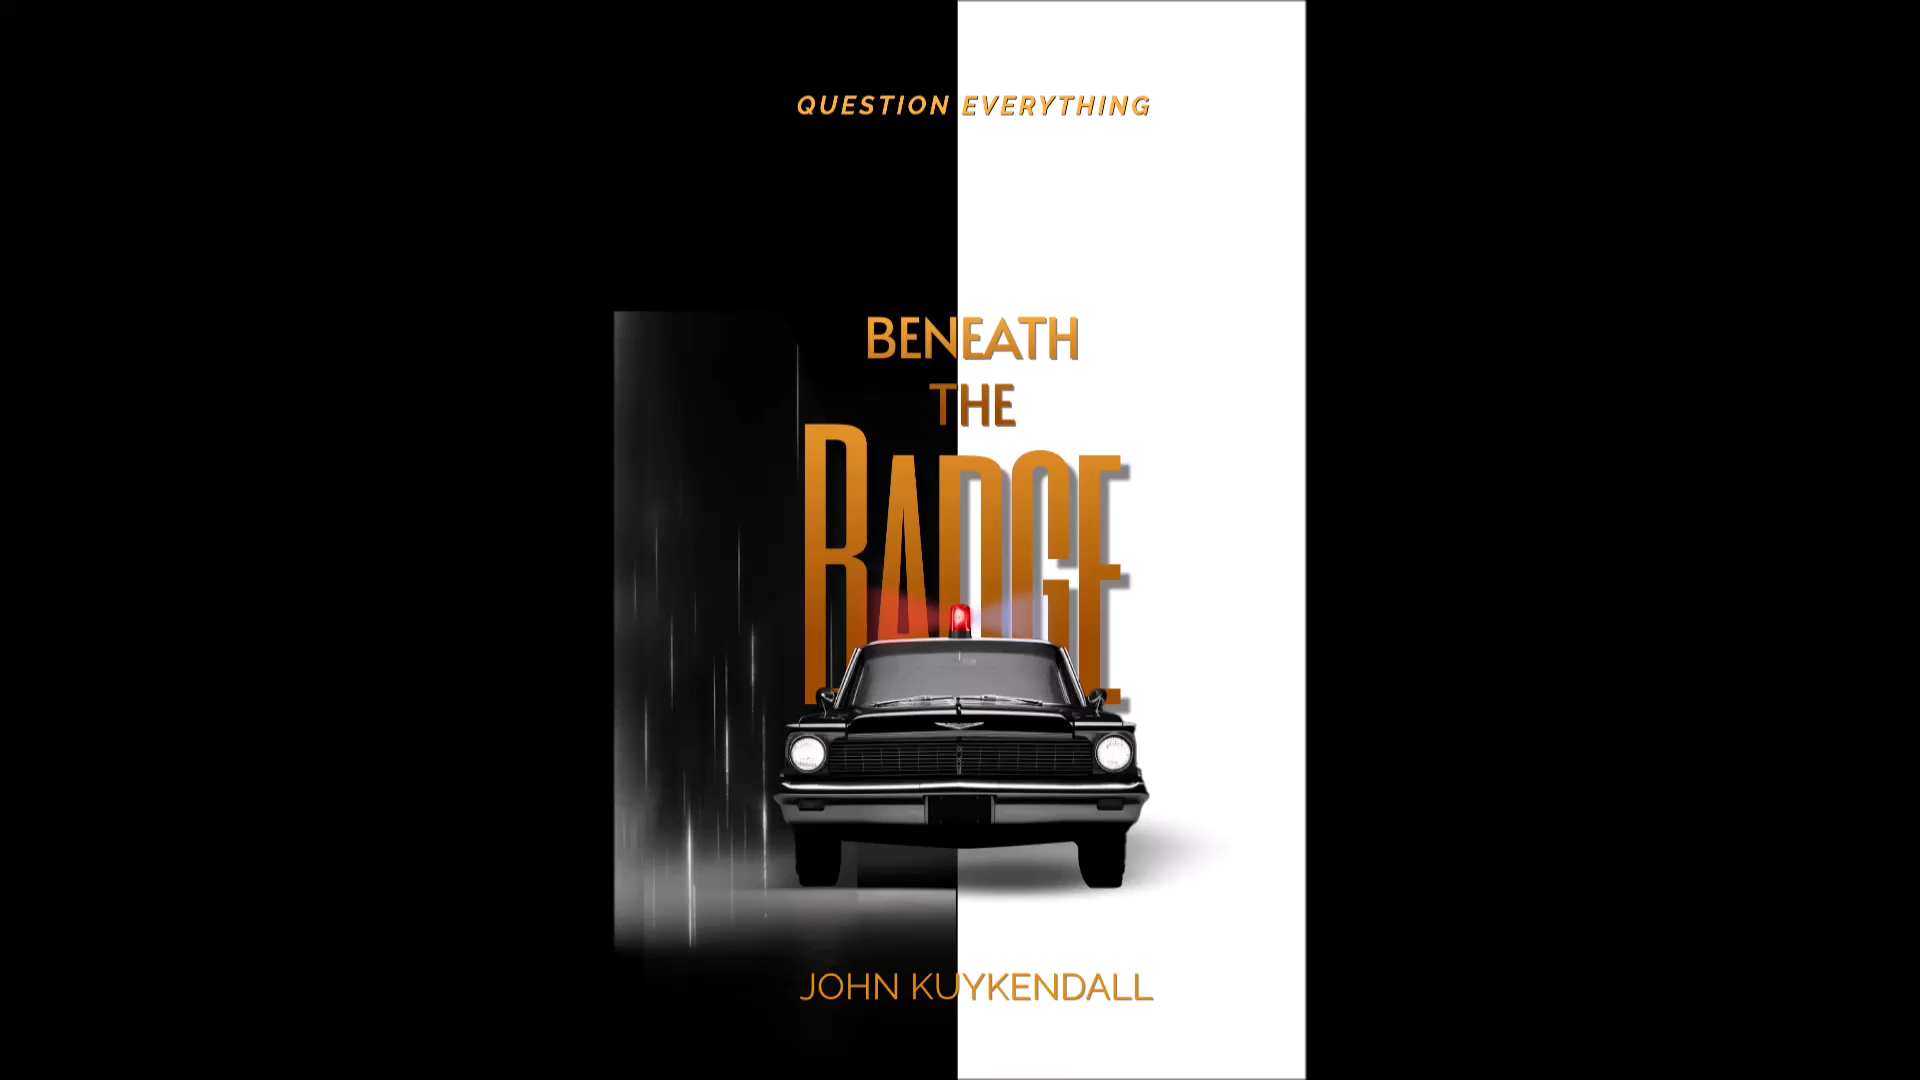 QUESTION EVERYTHING
BENEATH
THE
BADGE
JOHN KUYKENDALL